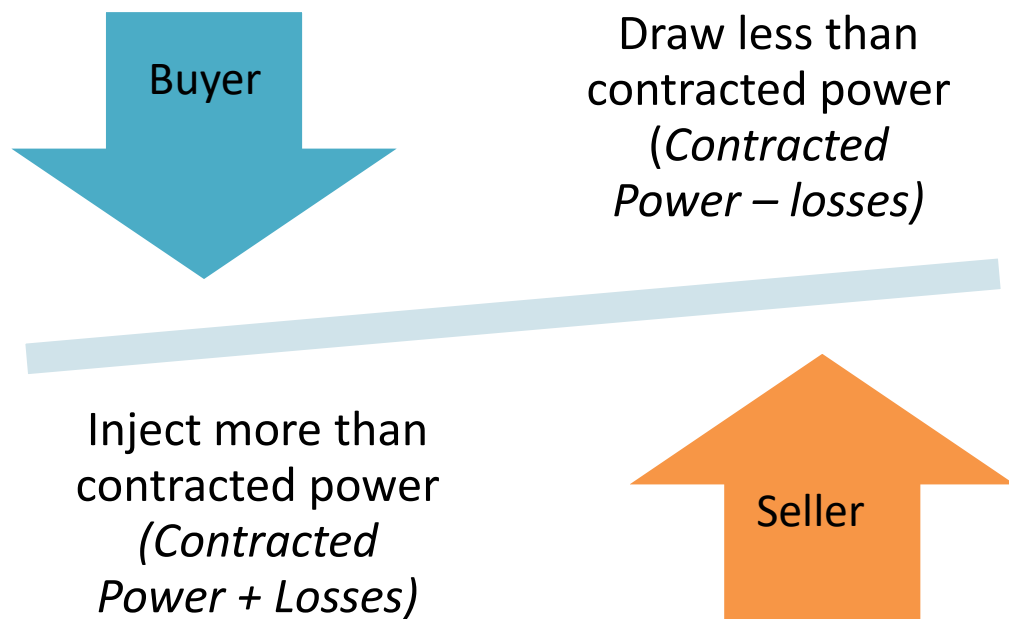 Buyer
Draw less than
contracted power
(Contracted
Power – losses)
Inject more than
contracted power
(Contracted
Power + Losses)
Seller